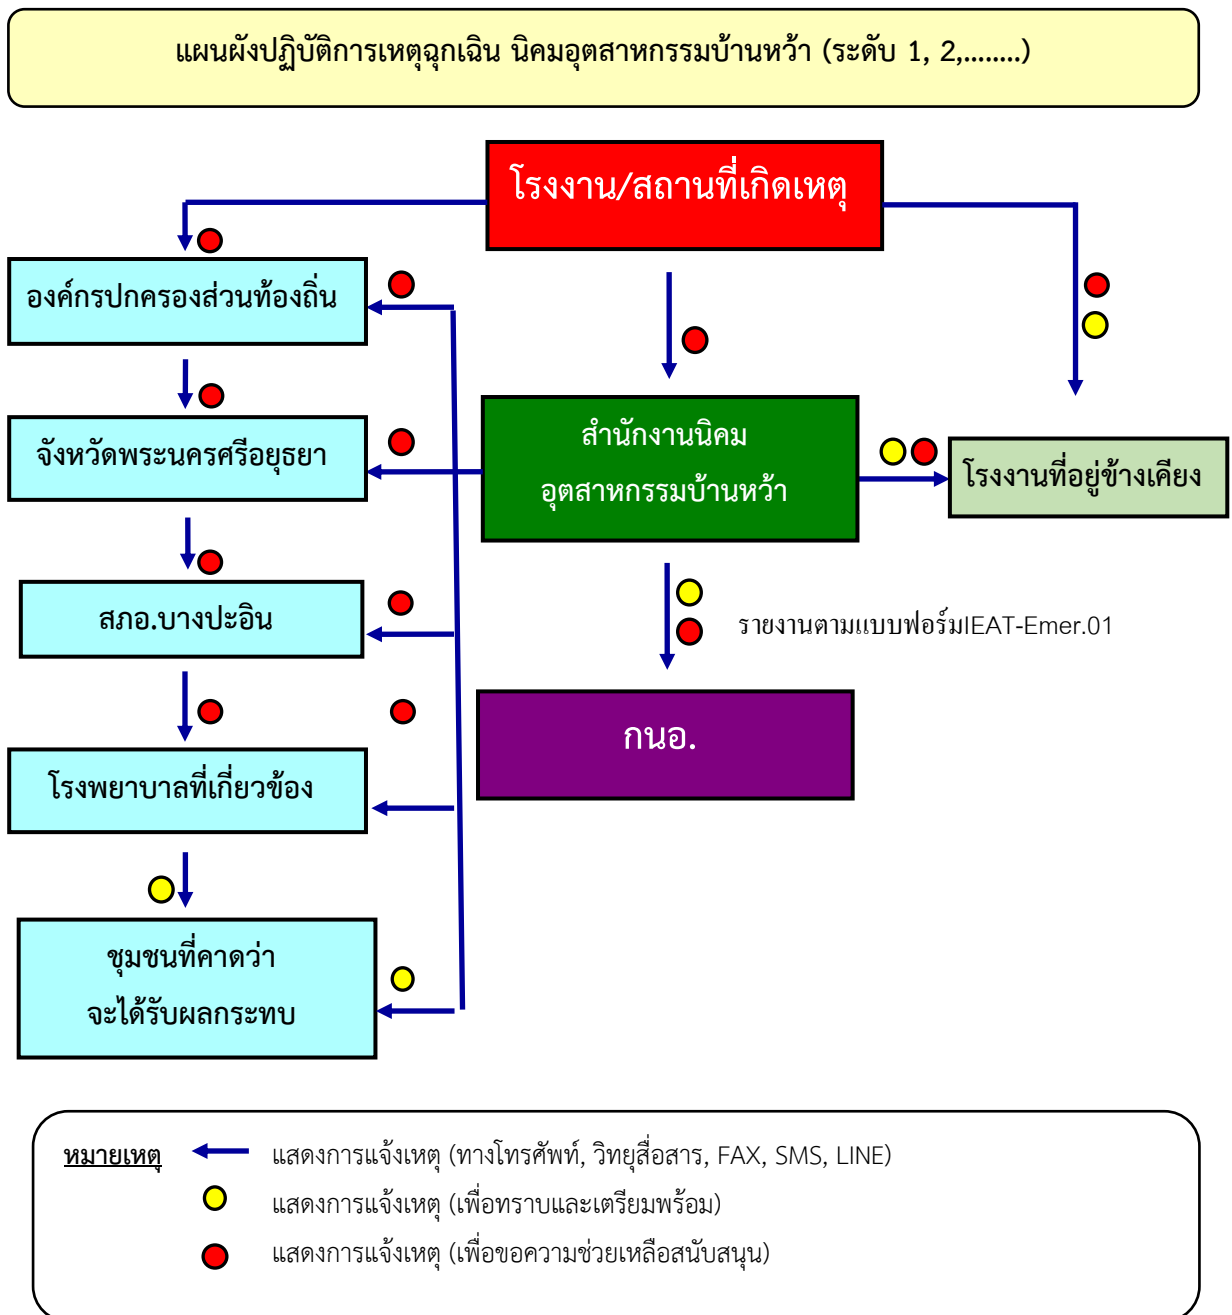 แผนผังปฏิบัติการเหตุฉุกเฉิน นิคมอุตสาหกรรมบ้านหว้า (ระดับ 1, 2,........)
โรงงาน/สถานที่เกิดเหตุ
องค์กรปกครองส่วนท้องถิ่น
จังหวัดพระนครศรีอยุธยา
สำนักงานนิคม
อุตสาหกรรมบ้านหว้า
โรงงานที่อยู่ข้างเคียง
สภอ.บางปะอิน
รายงานตามแบบฟอร์มIEAT-Emer.01
กนอ.
โรงพยาบาลที่เกี่ยวข้อง
ชุมชนที่คาดว่า
จะได้รับผลกระทบ
หมายเหตุ แสดงการแจ้งเหตุ (ทางโทรศัพท์, วิทยุสื่อสาร, FAX, SMS, LINE)
แสดงการแจ้งเหตุ (เพื่อทราบและเตรียมพร้อม)
แสดงการแจ้งเหตุ (เพื่อขอความช่วยเหลือสนับสนุน)